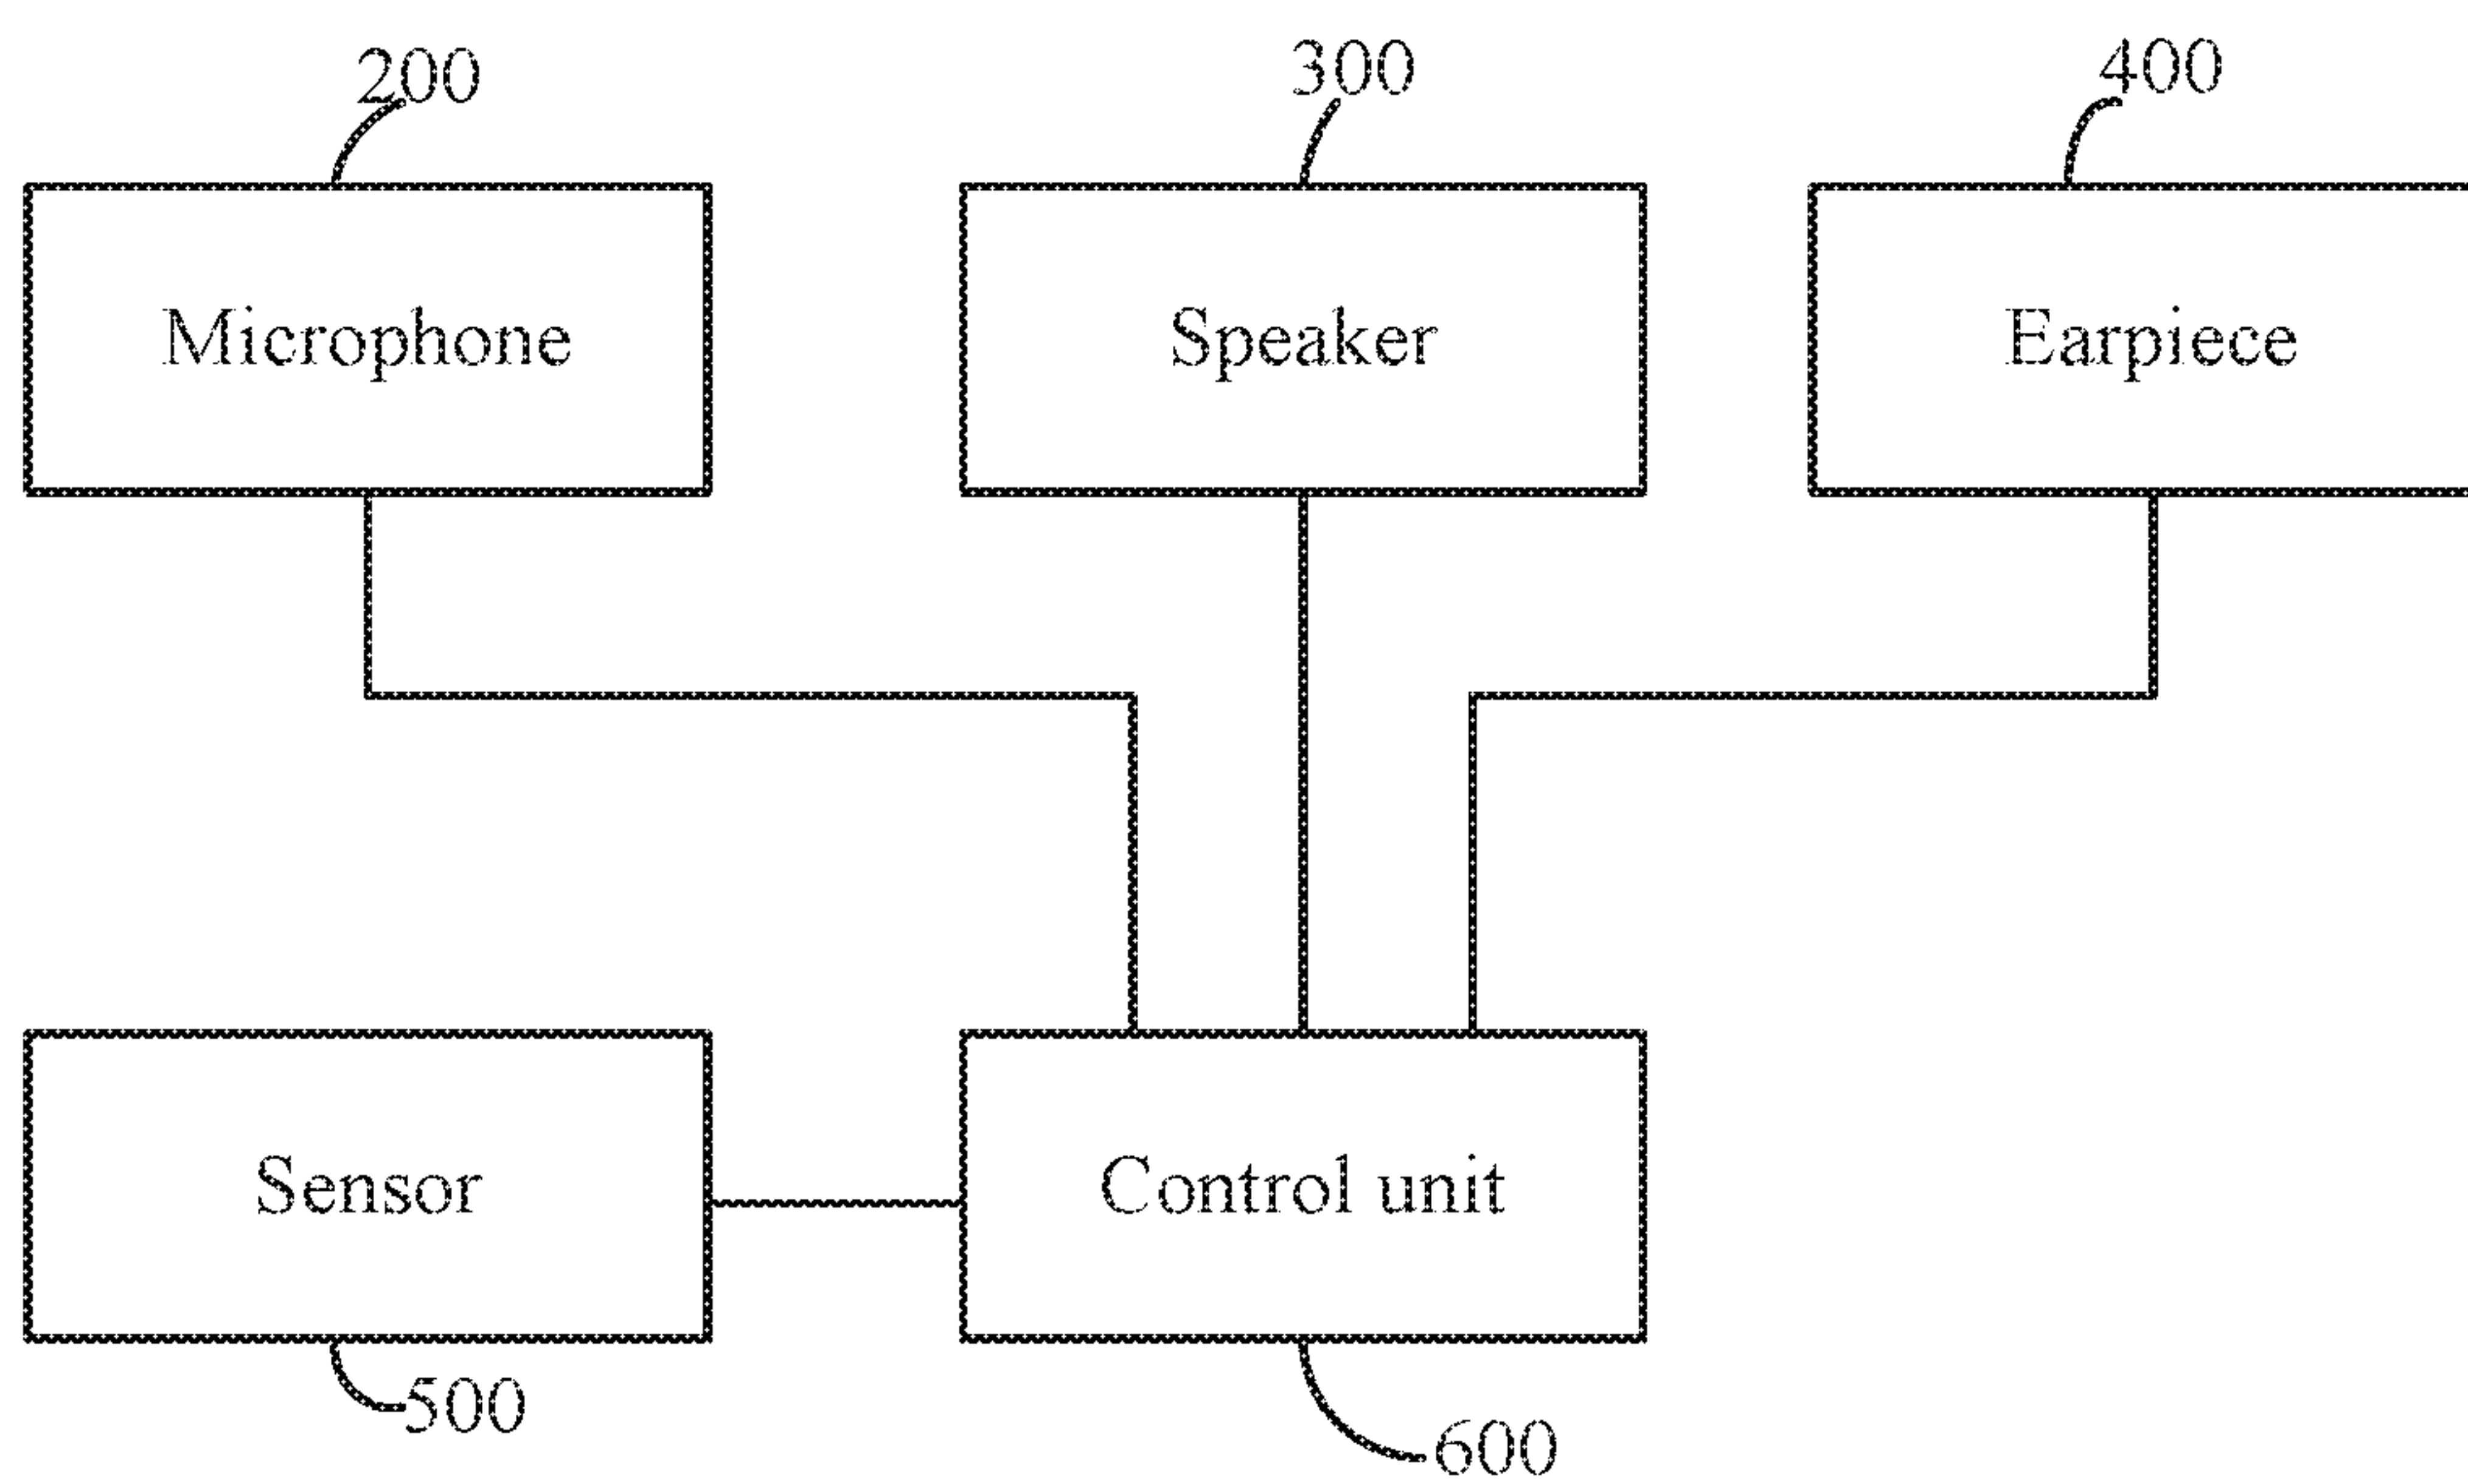 200
300
400
Microphone
Speaker
Earpiece
Sensor
Control unit
500
600